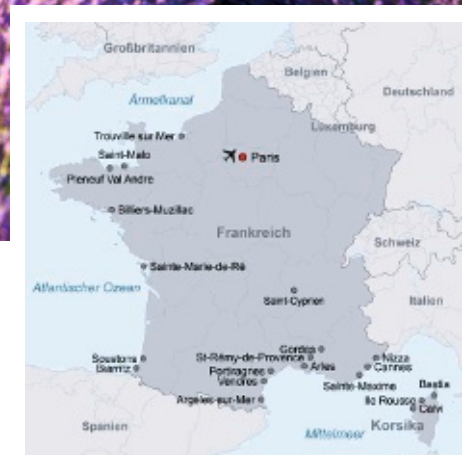 Großbritannien
Belgien
Deutschland
Ärmelkanal
Luxemburg
Trouville sur Mer
Saint-Malo
Paris
Pleneuf Val Andre
Billiers-Muzillac
Frankreich
Schweiz
Sainte-Marie-de-Ré
Atlantischer Ozean
Saint-Cyprien
Italien
Gordes
Soustons
St-Rémy-de-Provence
Nizza
Biarritz
Portiragnes
Arles
Cannes
Vendres
Sainte-Maxime
Bastia
Argeles-sur-Mer
Ile Rousse
Calvi
Spanien
Mittelmeer
Korsika